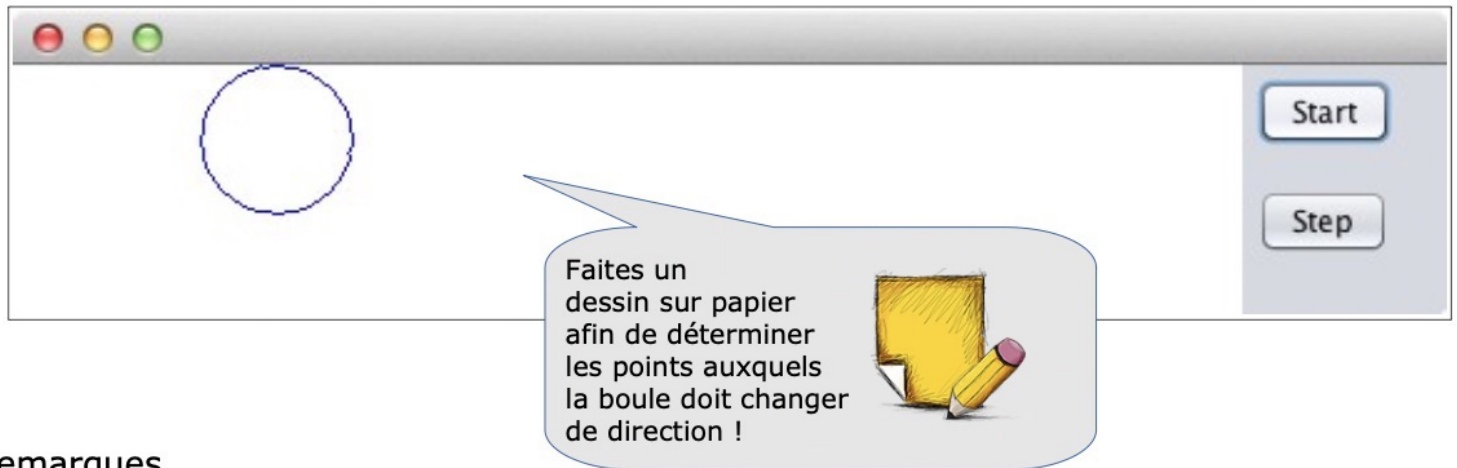 Start
Step
Faites un
dessin sur papier
afin de déterminer
les points auxquels
la boule doit changer
de direction !